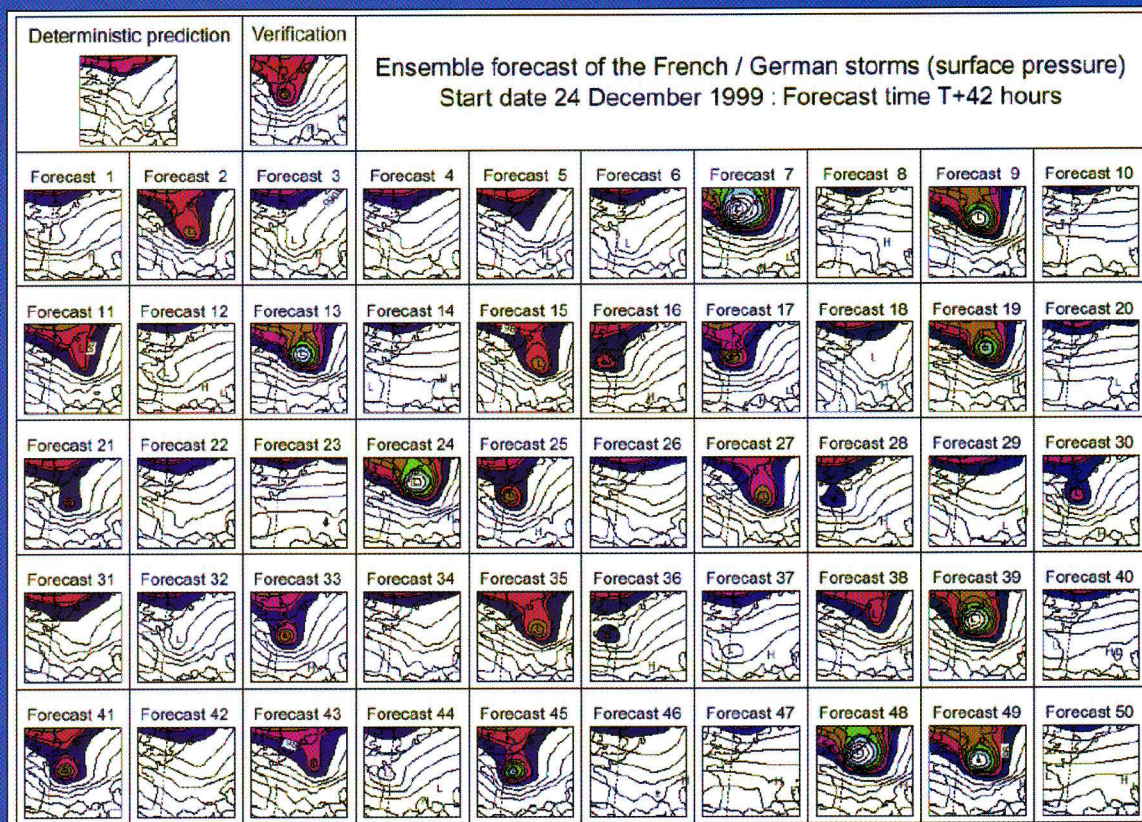 Deterministic prediction
Verification
Ensemble forecast of the French / German storms (surface pressure)
Start date 24 December 1999 : Forecast time T+42 hours
Forecast 1
Forecast 2
Forecast 3
Forecast 4
Forecast 5
Forecast 6
Forecast 7
Forecast 8
Forecast 9
Forecast 10
Forecast 11
Forecast 12
Forecast 13
Forecast 14
Forecast 15
Forecast 16
Forecast 17
Forecast 18
Forecast 19
Forecast 20
Forecast 21
Forecast 22
Forecast 23
Forecast 24
Forecast 25
Forecast 26
Forecast 27
Forecast 28
Forecast 29
Forecast 30
Forecast 31
Forecast 32
Forecast 33
Forecast 34
Forecast 35
Forecast 36
Forecast 37
Forecast 38
Forecast 39
Forecast 40
Forecast 41
Forecast 42
Forecast 43
Forecast 44
Forecast 45
Forecast 46
Forecast 47
Forecast 48
Forecast 49
Forecast 50